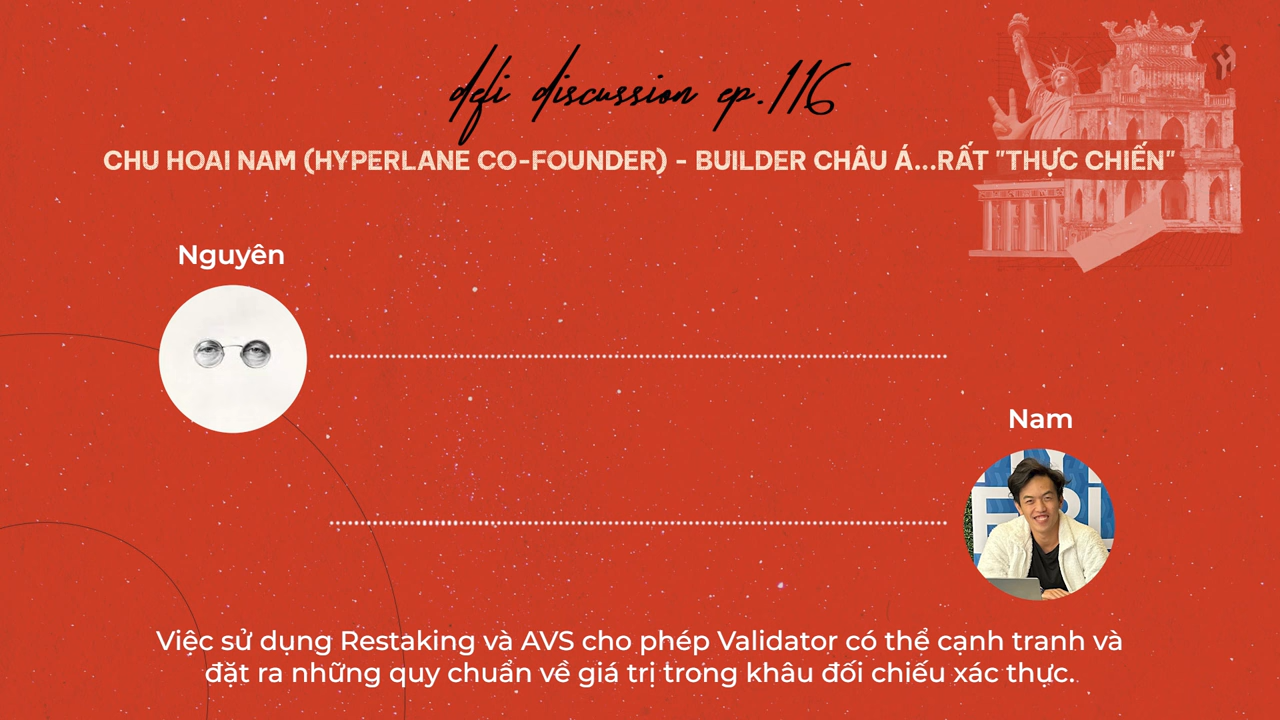 defi discussion ep.116
CHU HOAI NAM (HYPERLANE CO-FOUNDER) - BUILDER CHÂU Á...RẤT "THỰC CHIẾN"
Nguyên
Nam
Việc sử dụng Restaking và AVS cho phép Validator có thể cạnh tranh và
đặt ra những quy chuẩn về giá trị trong khâu đối chiếu xác thực.